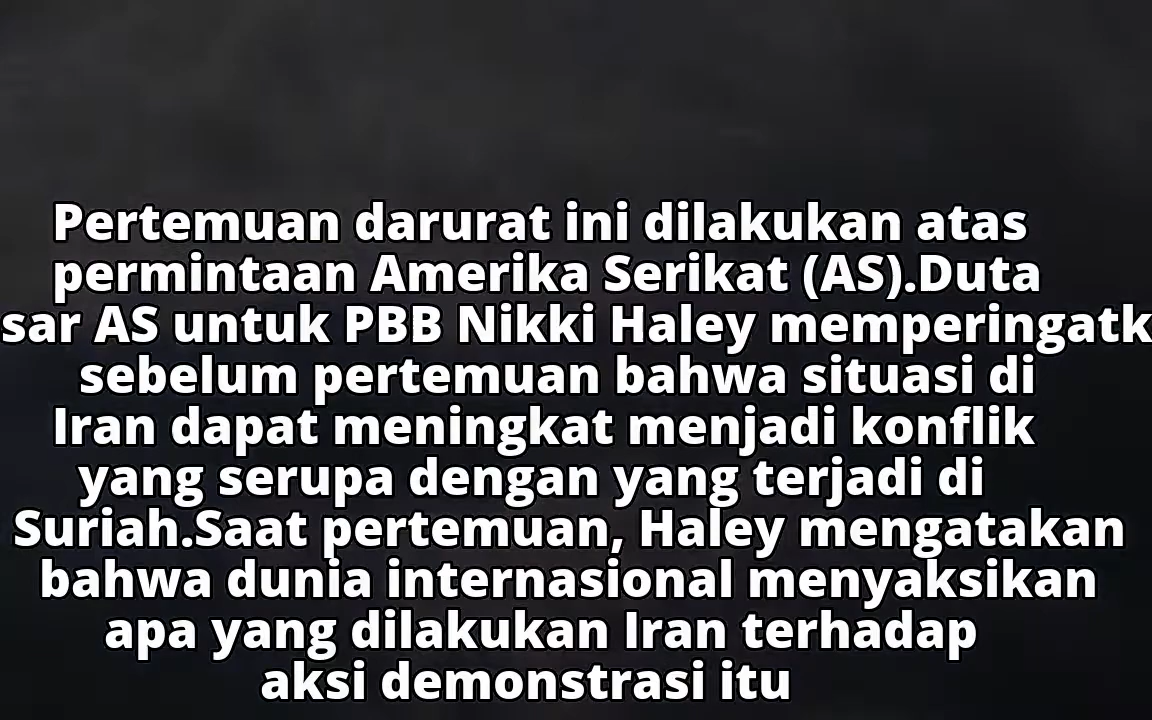 Pertemuan darurat ini dilakukan atas
permintaan Amerika Serikat (AS).Duta
sar AS untuk PBB Nikki Haley memperingatk
sebelum pertemuan bahwa situasi di
Iran dapat meningkat menjadi konflik
yang serupa dengan yang terjadi di
Suriah.Saat pertemuan, Haley mengatakan
bahwa dunia internasional menyaksikan
apa yang dilakukan Iran terhadap
aksi demonstrasi itu